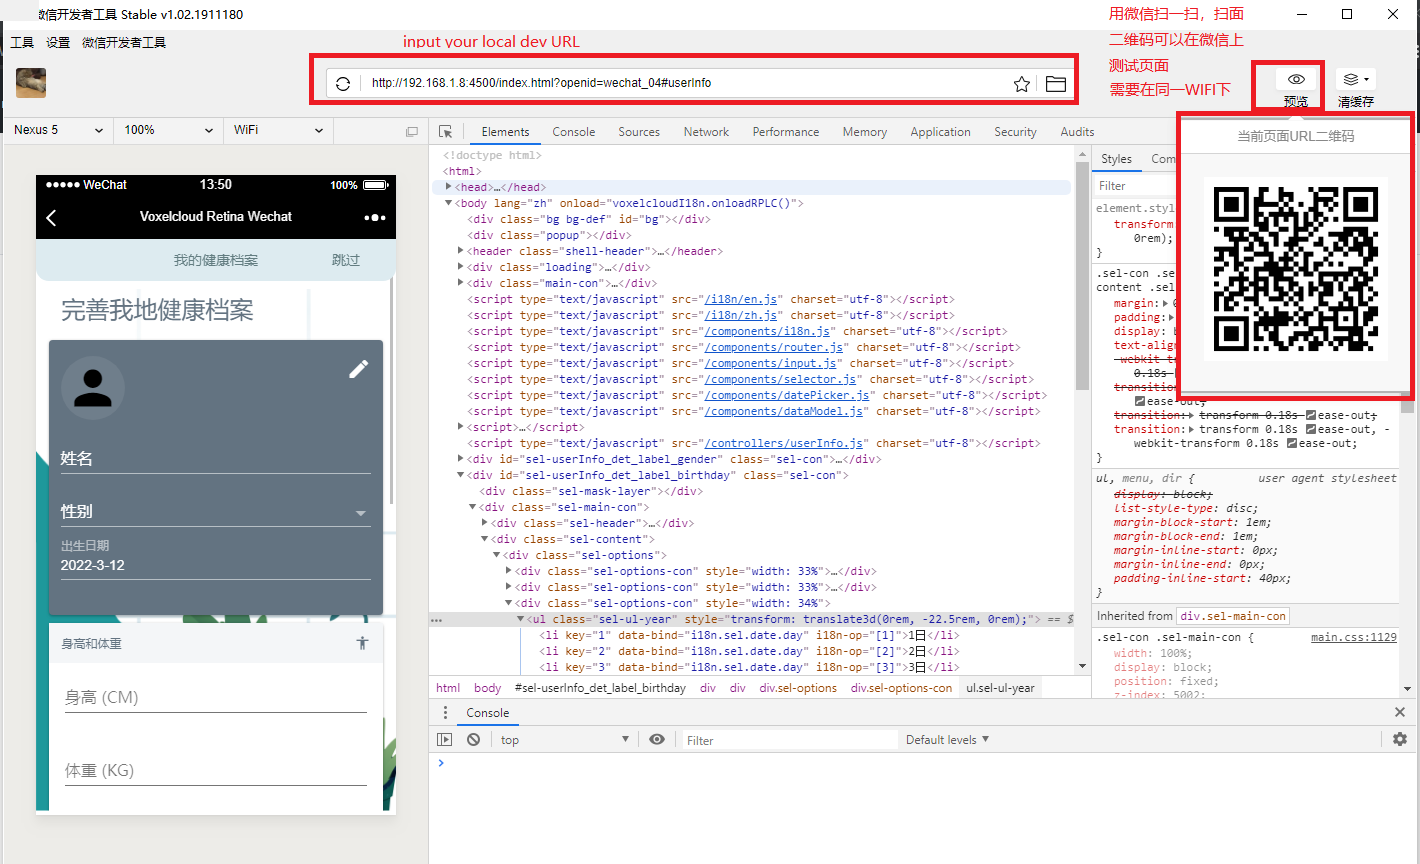 微信开发者工具 Stable v1.02.1911180
用微信扫一扫，扫面
二维码可以在微信上
测试页面
需要在同一WIFI下
工具 设置 微信开发者工具
input your local dev URL
http://192.168.1.8:4500/index.html?openid=wechat_04#userInfo
预览
清缓存
Nexus 5 100% WiFi
Elements Console Sources Network Performance Memory Application Security Audits
当前页面URL二维码
WeChat 13:50 100%
Voxelcloud Retina Wechat
我的健康档案 跳过
完善我地健康档案
姓名
性别
出生日期
2022-3-12
身高和体重
身高 (CM)
体重 (KG)
<!doctype html>
<html>
<head>…</head>
<body lang="zh" onload="voxelcloudI18n.onloadRPLC()">
<div class="bg bg-def" id="bg"></div>
<div class="popup"></div>
<header class="shell-header">…</header>
<div class="loading">…</div>
<div class="main-con">…</div>
<script type="text/javascript" src="/i18n/en.js" charset="utf-8"></script>
<script type="text/javascript" src="/i18n/zh.js" charset="utf-8"></script>
<script type="text/javascript" src="/components/i18n.js" charset="utf-8"></script>
<script type="text/javascript" src="/components/router.js" charset="utf-8"></script>
<script type="text/javascript" src="/components/input.js" charset="utf-8"></script>
<script type="text/javascript" src="/components/selector.js" charset="utf-8"></script>
<script type="text/javascript" src="/components/datePicker.js" charset="utf-8"></script>
<script type="text/javascript" src="/components/dataModel.js" charset="utf-8"></script>
<script>…</script>
<script type="text/javascript" src="/controllers/userInfo.js" charset="utf-8"></script>
<div id="sel-userInfo_det_label_gender" class="sel-con">…</div>
<div id="sel-userInfo_det_label_birthday" class="sel-con">
<div class="sel-mask-layer"></div>
<div class="sel-main-con">
<div class="sel-header">…</div>
<div class="sel-content">
<div class="sel-options">
<div class="sel-options-con" style="width: 33%">…</div>
<div class="sel-options-con" style="width: 33%">…</div>
<div class="sel-options-con" style="width: 34%">
<ul class="sel-ul-year" style="transform: translate3d(0rem, -22.5rem, 0rem);"> == $
<li key="1" data-bind="i18n.sel.date.day" i18n-op="[1]">1日</li>
<li key="2" data-bind="i18n.sel.date.day" i18n-op="[2]">2日</li>
<li key="3" data-bind="i18n.sel.date.day" i18n-op="[3]">3日</li>
html body #sel-userInfo_det_label_birthday div div div.sel-options div.sel-options-con ul.sel-ul-year
Styles Com
Filter
element.style
transform
0rem);
}
.sel-con .se
content .sel
margin:
padding:
display: b
text-align
-webkit-t
0.18s
transition
ease-out;
transition: transform 0.18s ease-out;
transition: transform 0.18s ease-out, -
webkit-transform 0.18s ease-out;
}
ul, menu, dir { user agent stylesheet
display: block;
list-style-type: disc;
margin-block-start: 1em;
margin-block-end: 1em;
margin-inline-start: 0px;
margin-inline-end: 0px;
padding-inline-start: 40px;
}
Inherited from div.sel-main-con
.sel-con .sel-main-con { main.css:1129
width: 100%;
display: block;
position: fixed;
z-index: 5002;
Console
top Filter Default levels